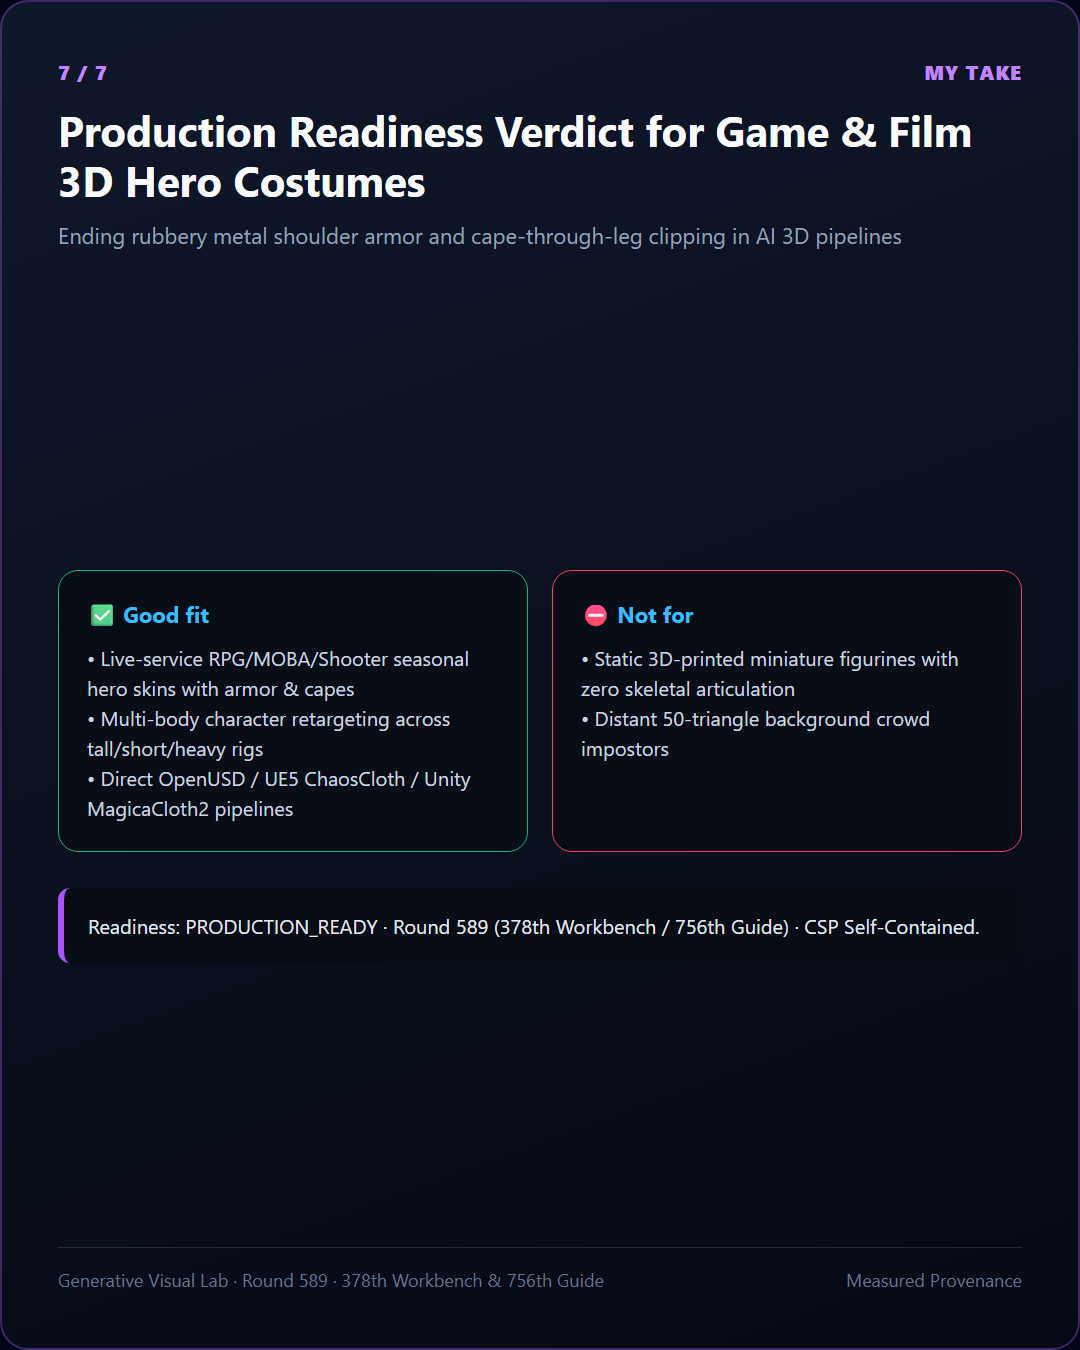 7 / 7
MY TAKE
Production Readiness Verdict for Game & Film
3D Hero Costumes
Ending rubbery metal shoulder armor and cape-through-leg clipping in AI 3D pipelines
✅ Good fit
• Live-service RPG/MOBA/Shooter seasonal
hero skins with armor & capes
• Multi-body character retargeting across
tall/short/heavy rigs
• Direct OpenUSD / UE5 ChaosCloth / Unity
MagicaCloth2 pipelines
⛔ Not for
• Static 3D-printed miniature figurines with
zero skeletal articulation
• Distant 50-triangle background crowd
impostors
Readiness: PRODUCTION_READY · Round 589 (378th Workbench / 756th Guide) · CSP Self-Contained.
Generative Visual Lab · Round 589 · 378th Workbench & 756th Guide
Measured Provenance